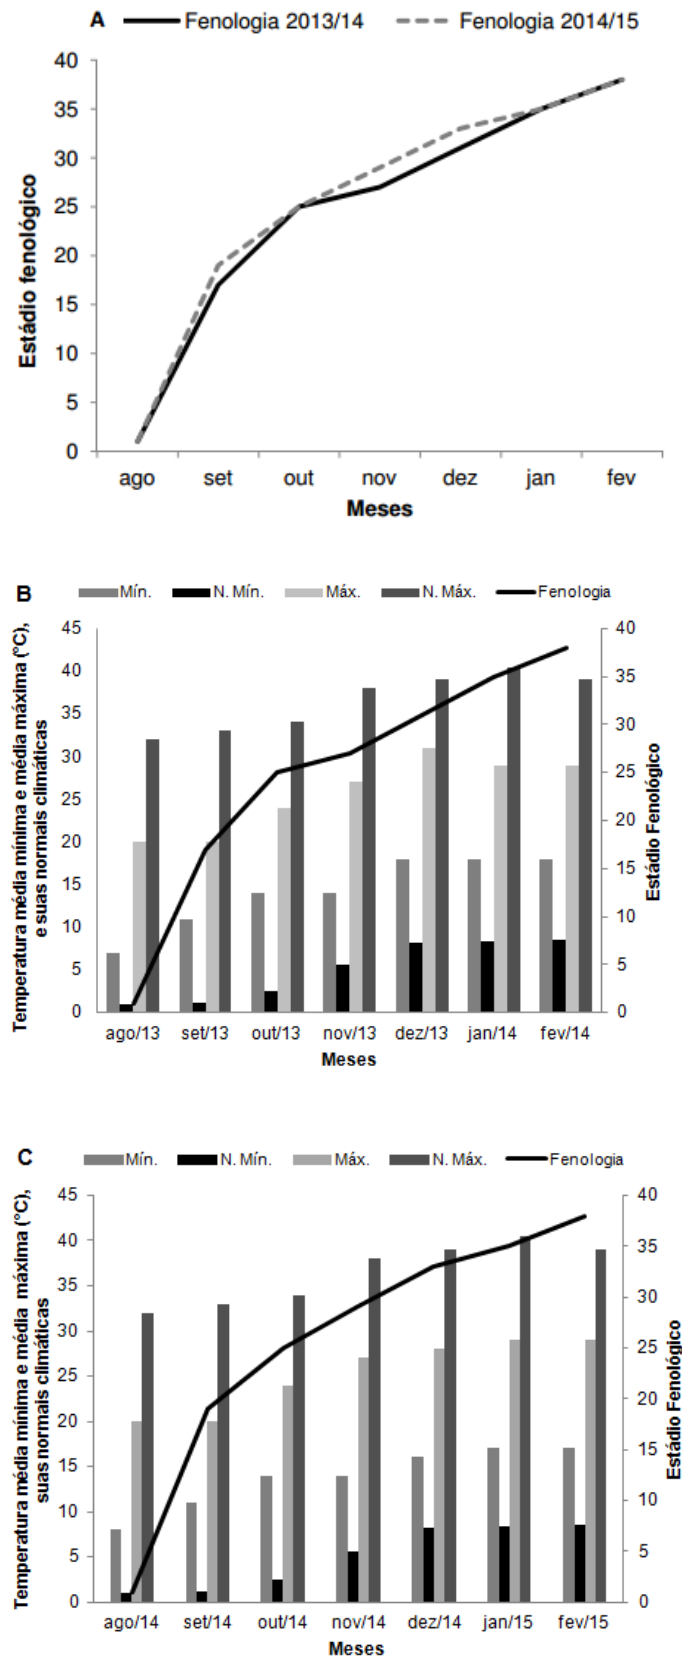 A Fenologia 2013/14 Fenologia 2014/15
40
35
30
25
20
15
10
5
0
Estádio fenológico
ago set out nov dez jan fev
Meses
B Mín. N. Mín. Máx. N. Máx. Fenologia
Temperatura média mínima e média máxima (°C),
e suas normais climáticas
45
40
35
30
25
20
15
10
5
0
40
35
30
25
20
15
10
5
0
Estádio Fenológico
ago/13 set/13 out/13 nov/13 dez/13 jan/14 fev/14
Meses
C Mín. N. Mín. Máx. N. Máx. Fenologia
Temperatura média mínima e média máxima (°C),
suas normais climáticas
45
40
35
30
25
20
15
10
5
0
40
35
30
25
20
15
10
5
0
Estádio Fenológico
ago/14 set/14 out/14 nov/14 dez/14 jan/15 fev/15
Meses